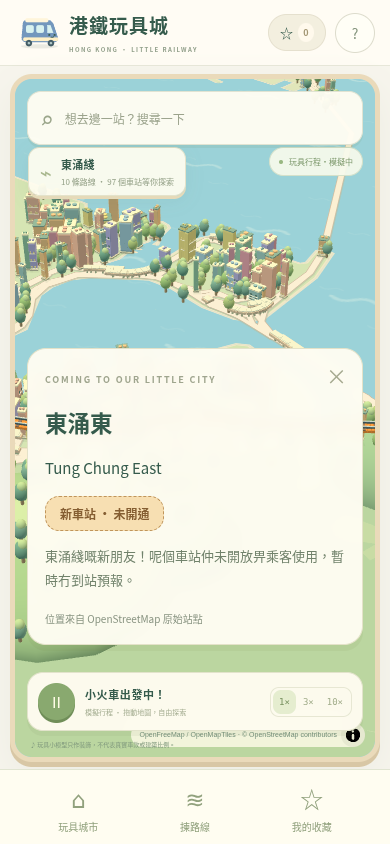 港鐵玩具城
HONG KONG · LITTLE RAILWAY
☆ 0
?
想去邊一站？搜尋一下
東涌綫
10 條路線 · 97 個車站等你探索
玩具行程・模擬中
COMING TO OUR LITTLE CITY
東涌東
Tung Chung East
新車站 · 未開通
東涌綫嘅新朋友！呢個車站仲未開放畀乘客使用，暫
時冇到站預報。
位置來自 OpenStreetMap 原始站點
小火車出發中！
模擬行程 · 拖動地圖，自由探索
1× 3× 10×
OpenFreeMap / OpenMapTiles · © OpenStreetMap contributors
玩具城市
揀路線
我的收藏